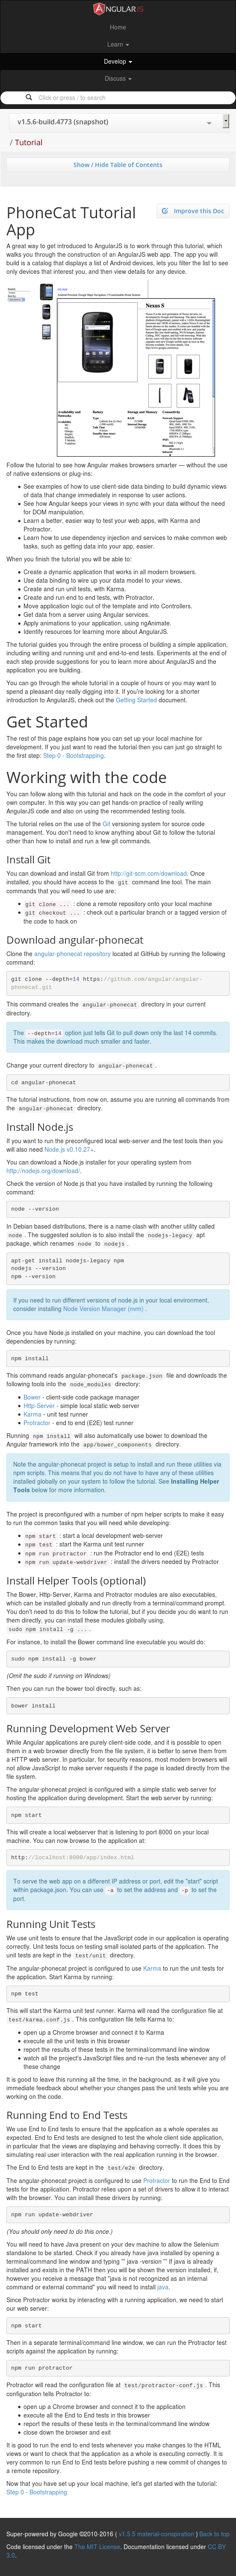 ANGULARJS
Home
Learn
Develop
Discuss
Click or press / to search
v1.5.6-build.4773 (snapshot)
/ Tutorial
Show / Hide Table of Contents
Improve this Doc
PhoneCat Tutorial
App
A great way to get introduced to AngularJS is to work through this tutorial, which
walks you through the construction of an AngularJS web app. The app you will
build is a catalog that displays a list of Android devices, lets you filter the list to see
only devices that interest you, and then view details for any device.
Nexus S
Follow the tutorial to see how Angular makes browsers smarter — without the use
of native extensions or plug-ins:
See examples of how to use client-side data binding to build dynamic views
of data that change immediately in response to user actions.
See how Angular keeps your views in sync with your data without the need
for DOM manipulation.
Learn a better, easier way to test your web apps, with Karma and
Protractor.
Learn how to use dependency injection and services to make common web
tasks, such as getting data into your app, easier.
When you finish the tutorial you will be able to:
Create a dynamic application that works in all modern browsers.
Use data binding to wire up your data model to your views.
Create and run unit tests, with Karma.
Create and run end to end tests, with Protractor.
Move application logic out of the template and into Controllers.
Get data from a server using Angular services.
Apply animations to your application, using ngAnimate.
Identify resources for learning more about AngularJS.
The tutorial guides you through the entire process of building a simple application,
including writing and running unit and end-to-end tests. Experiments at the end of
each step provide suggestions for you to learn more about AngularJS and the
application you are building.
You can go through the whole tutorial in a couple of hours or you may want to
spend a pleasant day really digging into it. If you're looking for a shorter
introduction to AngularJS, check out the Getting Started document.
Get Started
The rest of this page explains how you can set up your local machine for
development. If you just want to read the tutorial then you can just go straight to
the first step: Step 0 - Bootstrapping.
Working with the code
You can follow along with this tutorial and hack on the code in the comfort of your
own computer. In this way you can get hands-on practice of really writing
AngularJS code and also on using the recommended testing tools.
The tutorial relies on the use of the Git versioning system for source code
management. You don't need to know anything about Git to follow the tutorial other
than how to install and run a few git commands.
Install Git
You can download and install Git from http://git-scm.com/download. Once
installed, you should have access to the git command line tool. The main
commands that you will need to use are:
git clone ... : clone a remote repository onto your local machine
git checkout ... : check out a particular branch or a tagged version of
the code to hack on
Download angular-phonecat
Clone the angular-phonecat repository located at GitHub by running the following
command:
git clone --depth=14 https://github.com/angular/angular-
phonecat.git
This command creates the angular-phonecat directory in your current
directory.
The --depth=14 option just tells Git to pull down only the last 14 commits.
This makes the download much smaller and faster.
Change your current directory to angular-phonecat.
cd angular-phonecat
The tutorial instructions, from now on, assume you are running all commands from
the angular-phonecat directory.
Install Node.js
If you want to run the preconfigured local web-server and the test tools then you
will also need Node.js v0.10.27+.
You can download a Node.js installer for your operating system from
http://nodejs.org/download/.
Check the version of Node.js that you have installed by running the following
command:
node --version
In Debian based distributions, there is a name clash with another utility called
node. The suggested solution is to also install the nodejs-legacy apt
package, which renames node to nodejs.
apt-get install nodejs-legacy npm
nodejs --version
npm --version
If you need to run different versions of node.js in your local environment,
consider installing Node Version Manager (nvm) .
Once you have Node.js installed on your machine, you can download the tool
dependencies by running:
npm install
This command reads angular-phonecat's package.json file and downloads the
following tools into the node_modules directory:
Bower - client-side code package manager
Http-Server - simple local static web server
Karma - unit test runner
Protractor - end to end (E2E) test runner
Running npm install will also automatically use bower to download the
Angular framework into the app/bower_components directory.
Note the angular-phonecat project is setup to install and run these utilities via
npm scripts. This means that you do not have to have any of these utilities
installed globally on your system to follow the tutorial. See Installing Helper
Tools below for more information.
The project is preconfigured with a number of npm helper scripts to make it easy
to run the common tasks that you will need while developing:
npm start : start a local development web-server
npm test : start the Karma unit test runner
npm run protractor : run the Protractor end to end (E2E) tests
npm run update-webdriver : install the drivers needed by Protractor
Install Helper Tools (optional)
The Bower, Http-Server, Karma and Protractor modules are also executables,
which can be installed globally and run directly from a terminal/command prompt.
You don't need to do this to follow the tutorial, but if you decide you do want to run
them directly, you can install these modules globally using,
sudo npm install -g ... .
For instance, to install the Bower command line executable you would do:
sudo npm install -g bower
(Omit the sudo if running on Windows)
Then you can run the bower tool directly, such as:
bower install
Running Development Web Server
While Angular applications are purely client-side code, and it is possible to open
them in a web browser directly from the file system, it is better to serve them from
a HTTP web server. In particular, for security reasons, most modern browsers will
not allow JavaScript to make server requests if the page is loaded directly from the
file system.
The angular-phonecat project is configured with a simple static web server for
hosting the application during development. Start the web server by running:
npm start
This will create a local webserver that is listening to port 8000 on your local
machine. You can now browse to the application at:
http://localhost:8000/app/index.html
To serve the web app on a different IP address or port, edit the "start" script
within package.json. You can use -a to set the address and -p to set the
port.
Running Unit Tests
We use unit tests to ensure that the JavaScript code in our application is operating
correctly. Unit tests focus on testing small isolated parts of the application. The
unit tests are kept in the test/unit directory.
The angular-phonecat project is configured to use Karma to run the unit tests for
the application. Start Karma by running:
npm test
This will start the Karma unit test runner. Karma will read the configuration file at
test/karma.conf.js. This configuration file tells Karma to:
open up a Chrome browser and connect it to Karma
execute all the unit tests in this browser
report the results of these tests in the terminal/command line window
watch all the project's JavaScript files and re-run the tests whenever any of
these change
It is good to leave this running all the time, in the background, as it will give you
immediate feedback about whether your changes pass the unit tests while you are
working on the code.
Running End to End Tests
We use End to End tests to ensure that the application as a whole operates as
expected. End to End tests are designed to test the whole client side application,
in particular that the views are displaying and behaving correctly. It does this by
simulating real user interaction with the real application running in the browser.
The End to End tests are kept in the test/e2e directory.
The angular-phonecat project is configured to use Protractor to run the End to End
tests for the application. Protractor relies upon a set of drivers to allow it to interact
with the browser. You can install these drivers by running:
npm run update-webdriver
(You should only need to do this once.)
You will need to have Java present on your dev machine to allow the Selenium
standalone to be started. Check if you already have java installed by opening a
terminal/command line window and typing ``` java -version ``` If java is already
installed and exists in the PATH then you will be shown the version installed, if,
however you receive a message that "java is not recognized as an internal
command or external command" you will need to install java.
Since Protractor works by interacting with a running application, we need to start
our web server:
npm start
Then in a separate terminal/command line window, we can run the Protractor test
scripts against the application by running:
npm run protractor
Protractor will read the configuration file at test/protractor-conf.js. This
configuration tells Protractor to:
open up a Chrome browser and connect it to the application
execute all the End to End tests in this browser
report the results of these tests in the terminal/command line window
close down the browser and exit
It is good to run the end to end tests whenever you make changes to the HTML
views or want to check that the application as a whole is executing correctly. It is
very common to run End to End tests before pushing a new commit of changes to
a remote repository.
Now that you have set up your local machine, let's get started with the tutorial:
Step 0 - Bootstrapping
Super-powered by Google ©2010-2016 ( v1.5.5 material-conspiration ) Back to top
Code licensed under the The MIT License. Documentation licensed under CC BY
3.0.